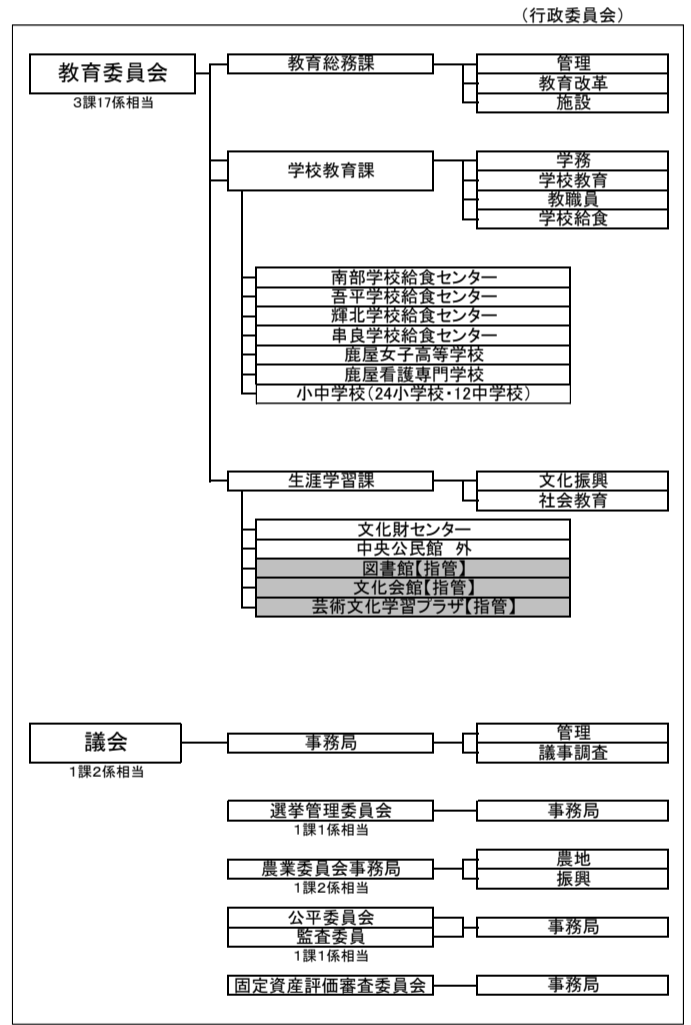 （行政委員会）
教育委員会
3課17係相当
教育総務課
管理
教育改革
施設
学校教育課
学務
学校教育
教職員
学校給食
南部学校給食センター
吾平学校給食センター
輝北学校給食センター
串良学校給食センター
鹿屋女子高等学校
鹿屋看護専門学校
小中学校（24小学校・12中学校）
生涯学習課
文化振興
社会教育
文化財センター
中央公民館　外
図書館【指管】
文化会館【指管】
芸術文化学習プラザ【指管】
議会
1課2係相当
事務局
管理
議事調査
選挙管理委員会
1課1係相当
事務局
農業委員会事務局
1課2係相当
農地
振興
公平委員会
監査委員
1課1係相当
事務局
固定資産評価審査委員会
事務局